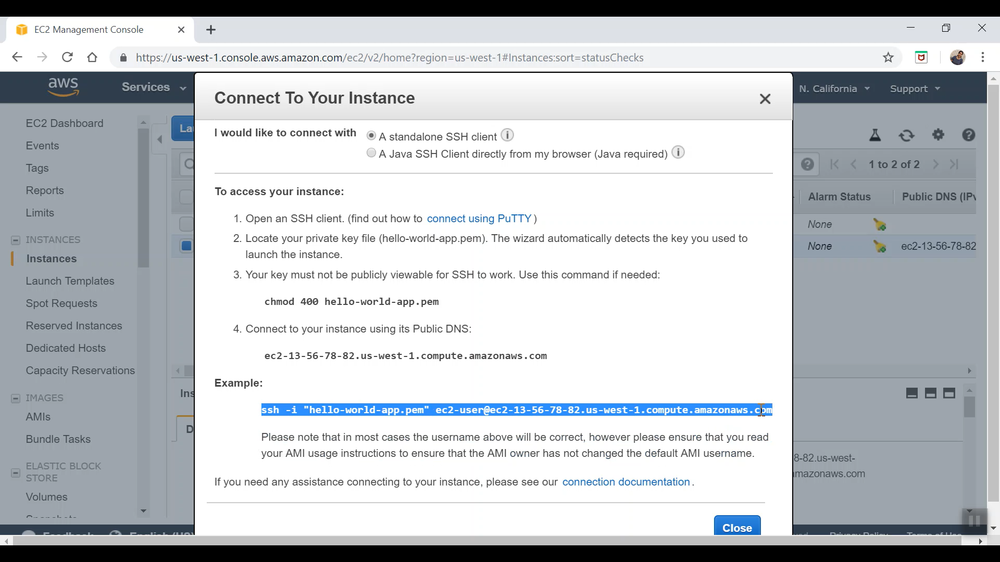 EC2 Management Console
https://us-west-1.console.aws.amazon.com/ec2/v2/home?region=us-west-1#Instances:sort=statusChecks
aws
Services
N. California
Support
Connect To Your Instance
I would like to connect with
A standalone SSH client
A Java SSH Client directly from my browser (Java required)
To access your instance:
1. Open an SSH client. (find out how to connect using PuTTY)
2. Locate your private key file (hello-world-app.pem). The wizard automatically detects the key you used to
launch the instance.
3. Your key must not be publicly viewable for SSH to work. Use this command if needed:
chmod 400 hello-world-app.pem
4. Connect to your instance using its Public DNS:
ec2-13-56-78-82.us-west-1.compute.amazonaws.com
Example:
ssh -i "hello-world-app.pem" ec2-user@ec2-13-56-78-82.us-west-1.compute.amazonaws.com
Please note that in most cases the username above will be correct, however please ensure that you read
your AMI usage instructions to ensure that the AMI owner has not changed the default AMI username.
If you need any assistance connecting to your instance, please see our connection documentation.
Close
EC2 Dashboard
Events
Tags
Reports
Limits
INSTANCES
Instances
Launch Templates
Spot Requests
Reserved Instances
Dedicated Hosts
Capacity Reservations
IMAGES
AMIs
Bundle Tasks
ELASTIC BLOCK
STORE
Volumes
La
Ins
D
1 to 2 of 2
Alarm Status
Public DNS (IPv
None
None
ec2-13-56-78-82
8-82.us-west-
mazonaws.com
Feedback
English (US)
Privacy Policy
Terms of Use